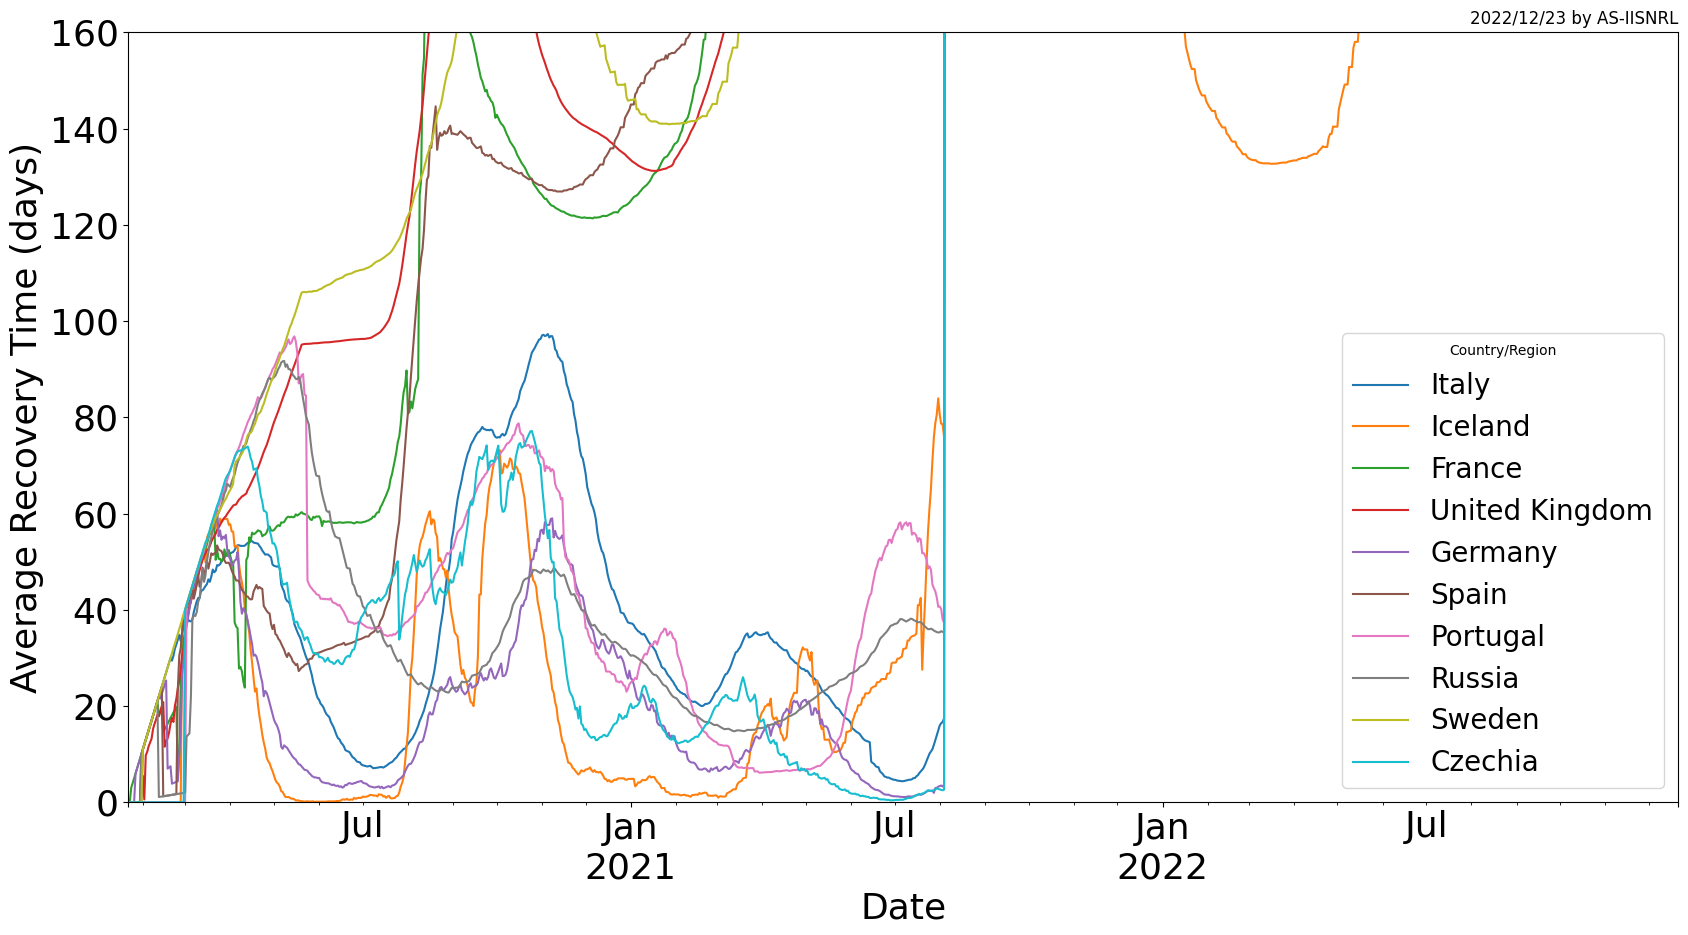 2022/12/23 by AS-IISNRL
160
140
120
100
80
60
40
20
0
Average Recovery Time (days)
Country/Region
Italy
Iceland
France
United Kingdom
Germany
Spain
Portugal
Russia
Sweden
Czechia
Jul Jan Jul Jan Jul
2021 2022
Date